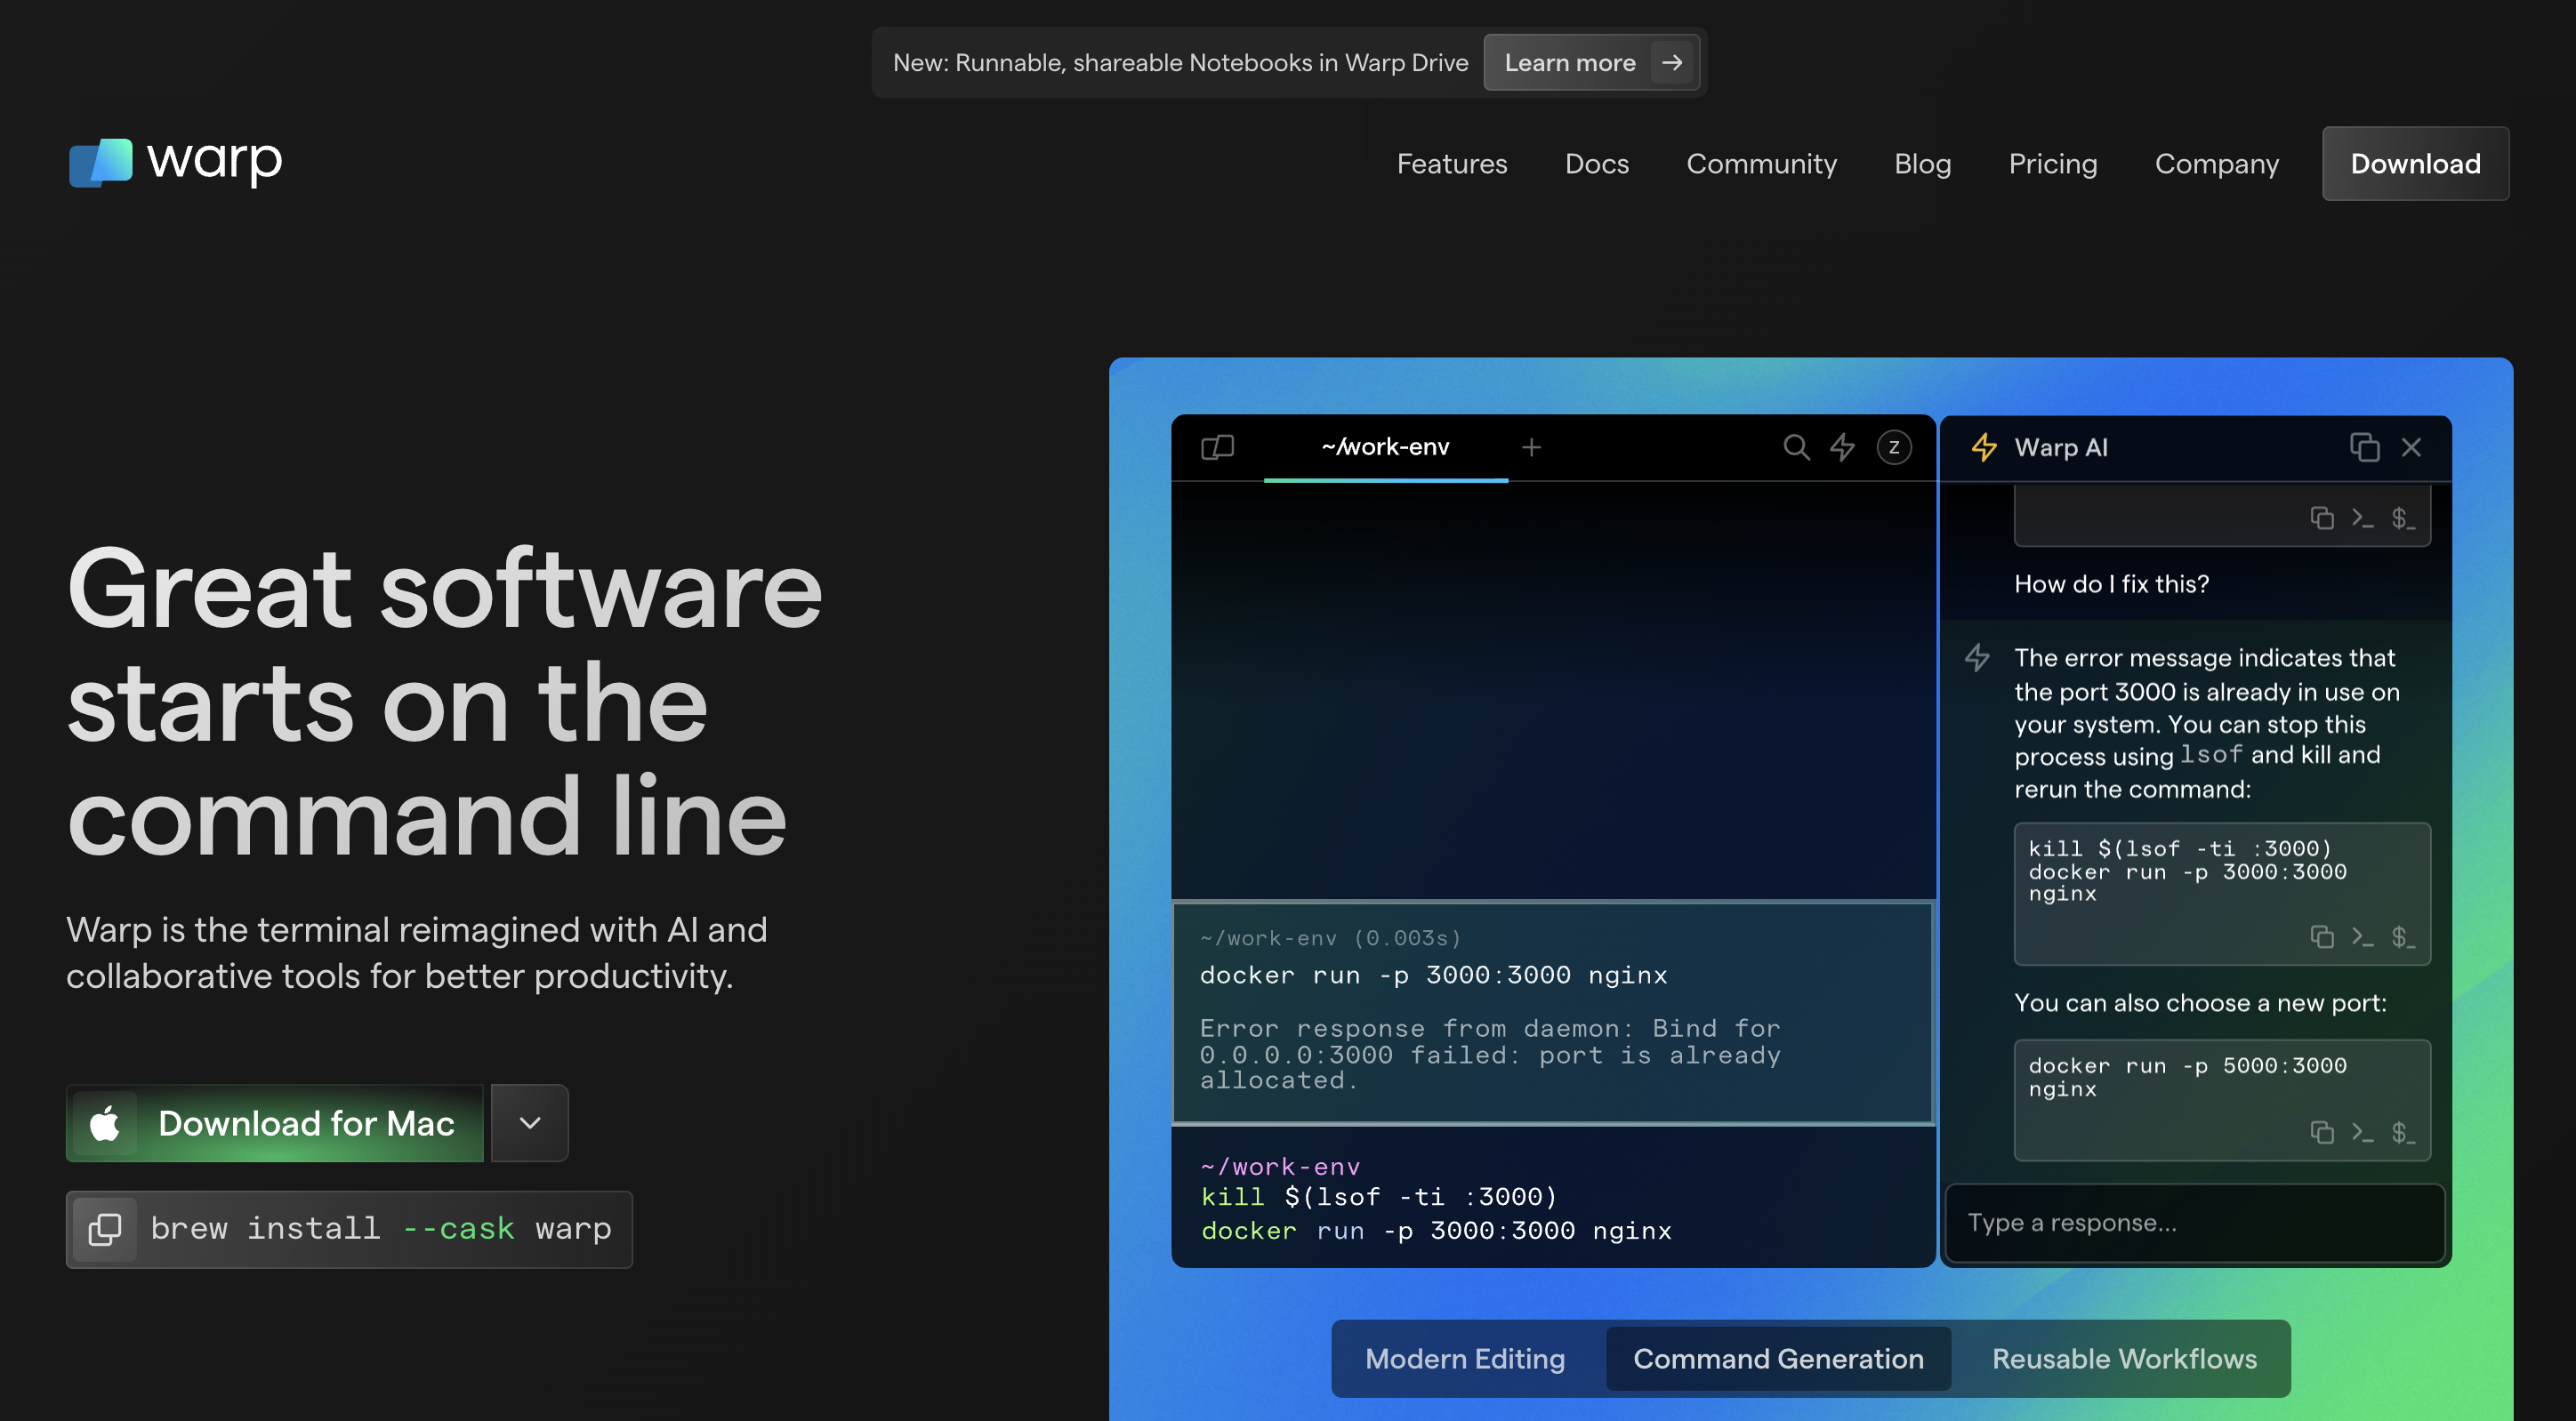 New: Runnable, shareable Notebooks in Warp Drive Learn more →
warp
Features Docs Community Blog Pricing Company Download
Great software
starts on the
command line
Warp is the terminal reimagined with AI and
collaborative tools for better productivity.
Download for Mac
brew install --cask warp
~/work-env +
Z
~/work-env (0.003s)
docker run -p 3000:3000 nginx
Error response from daemon: Bind for
0.0.0.0:3000 failed: port is already
allocated.
~/work-env
kill $(lsof -ti :3000)
docker run -p 3000:3000 nginx
Warp AI
$_
How do I fix this?
The error message indicates that
the port 3000 is already in use on
your system. You can stop this
process using lsof and kill and
rerun the command:
kill $(lsof -ti :3000)
docker run -p 3000:3000
nginx
$_
You can also choose a new port:
docker run -p 5000:3000
nginx
$_
Type a response...
Modern Editing Command Generation Reusable Workflows